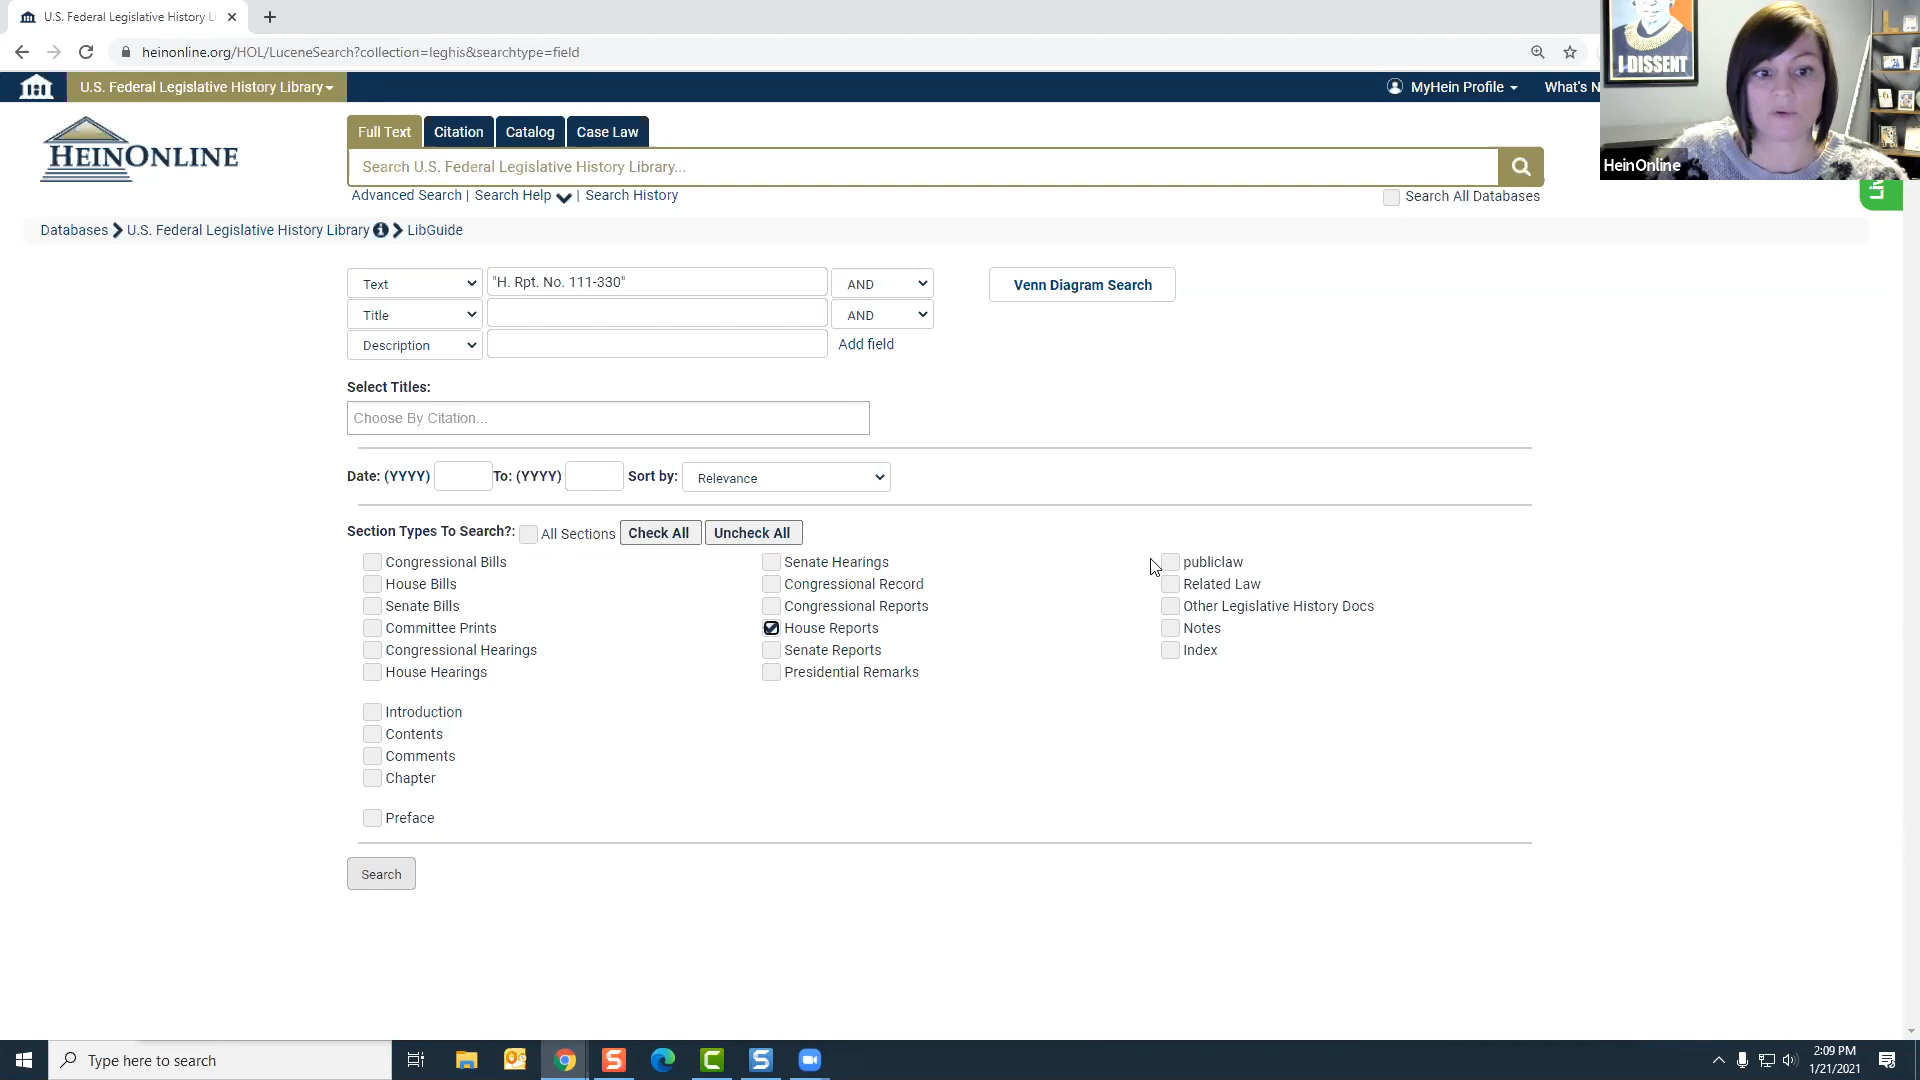 U.S. Federal Legislative History Li
heinonline.org/HOL/LuceneSearch?collection=leghis&searchtype=field
U.S. Federal Legislative History Library
MyHein Profile
What's N
I DISSENT
HeinOnline
HEINONLINE
Full Text
Citation
Catalog
Case Law
Search U.S. Federal Legislative History Library...
Advanced Search | Search Help | Search History
Search All Databases
Databases
U.S. Federal Legislative History Library
LibGuide
Text
"H. Rpt. No. 111-330"
AND
Venn Diagram Search
Title
AND
Description
Add field
Select Titles:
Choose By Citation...
Date: (YYYY)
To: (YYYY)
Sort by:
Relevance
Section Types To Search?:
All Sections
Check All
Uncheck All
Congressional Bills
House Bills
Senate Bills
Committee Prints
Congressional Hearings
House Hearings
Senate Hearings
Congressional Record
Congressional Reports
House Reports
Senate Reports
Presidential Remarks
publiclaw
Related Law
Other Legislative History Docs
Notes
Index
Introduction
Contents
Comments
Chapter
Preface
Search
Type here to search
2:09 PM
1/21/2021